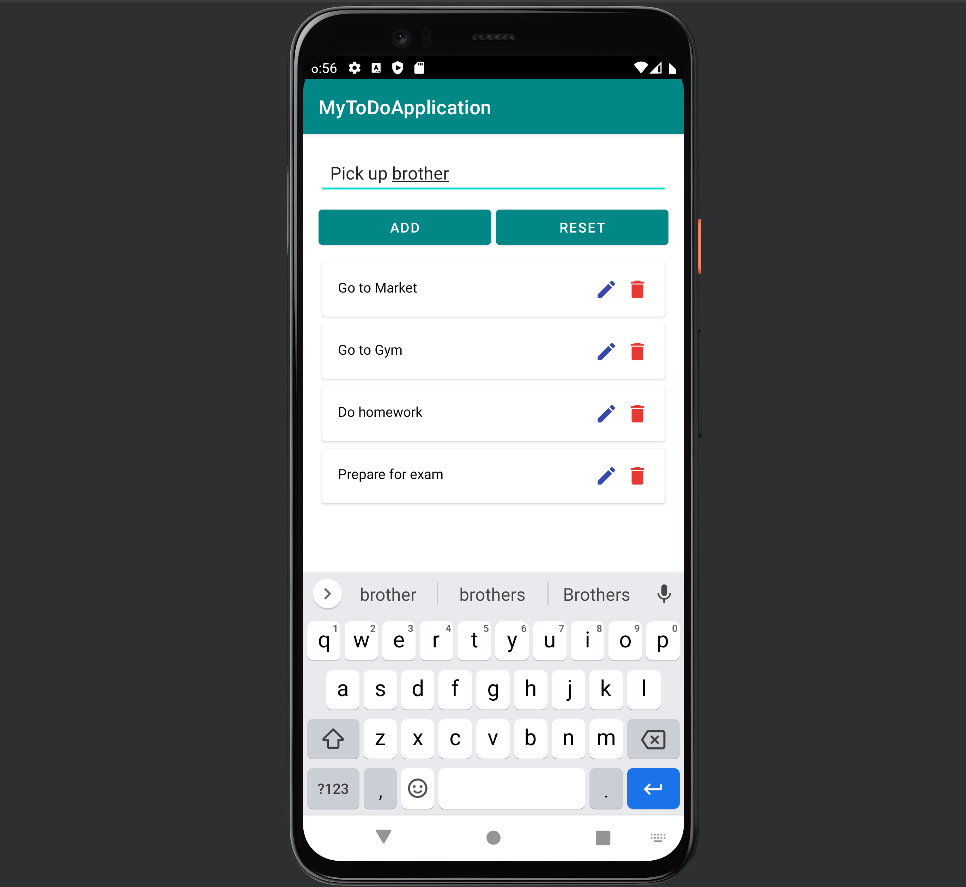 6:56
MyToDoApplication
Pick up brother
ADD RESET
Go to Market
Go to Gym
Do homework
Prepare for exam
brother brothers Brothers
q1 w2 e3 r4 t5 y6 u7 i8 o9 p0
a s d f g h j k l
z x c v b n m
?123 , .